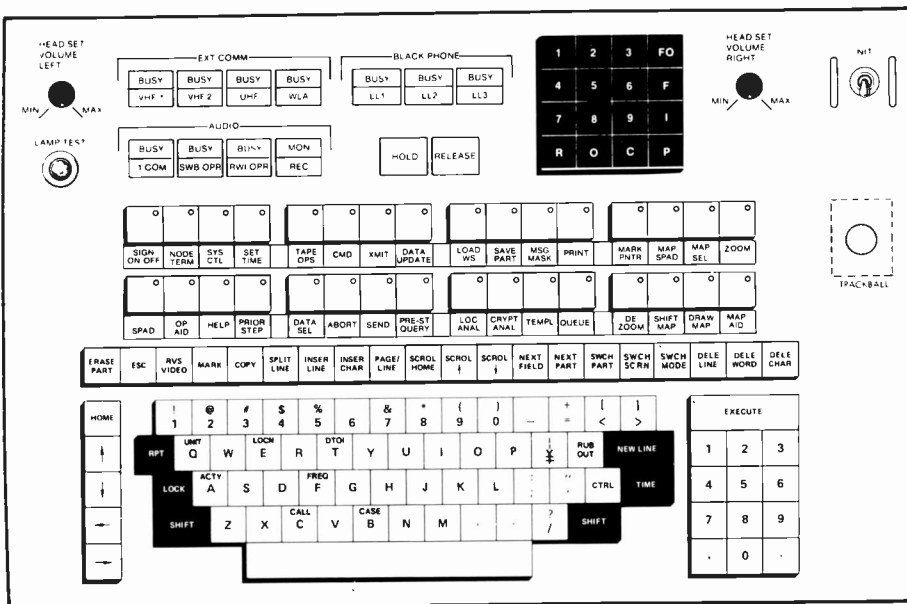 HEAD SET
VOLUME
LEFT
MIN MAX
LAMP TEST
EXT COMM
BUSY BUSY BUSY BUSY
VHF 1 VHF 2 UHF WLA
BLACK PHONE
BUSY BUSY BUSY
LL1 LL2 LL3
AUDIO
BUSY BUSY BUSY MON
1 COM SWB OPR RWI OPR REC
HOLD RELEASE
1 2 3 FO
4 5 6 F
7 8 9 I
R O C P
HEAD SET
VOLUME
RIGHT
MIN MAX
TRACKBALL
SIGN ON OFF NODE TERM SYS CTL SET TIME TAPE OPS CMD XMIT DATA UPDATE LOAD WS SAVE PART MSG MASK PRINT MARK PNTR MAP SPAD MAP SEL ZOOM
SPAD OP AID HELP PRIOR STEP DATA SEL ABORT SEND PRE-ST QUERY LOC ANAL CRYPT ANAL TEMPL QUEUE DE ZOOM SHIFT MAP DRAW MAP MAP AID
ERASE PART ESC RVS VIDEO MARK COPY SPLIT LINE INSER LINE INSER CHAR PAGE/ LINE SCROL HOME SCROL ↑ SCROL ↓ NEXT FIELD NEXT PART SWCH PART SWCH SCRN SWCH MODE DELE LINE DELE WORD DELE CHAR
HOME
↑
↓
←
→
! @ # $ % & * ( ) + [ ]
1 2 3 4 5 6 7 8 9 0 – = < >
RPT UNIT Q W LOCN E R DTOI T Y U I O P ¥ RUB OUT NEW LINE
LOCK ACTY A S D FREQ F G H J K L CTRL TIME
SHIFT Z X CALL C V CASE B N M ? / SHIFT
EXECUTE
1 2 3
4 5 6
7 8 9
. 0 .